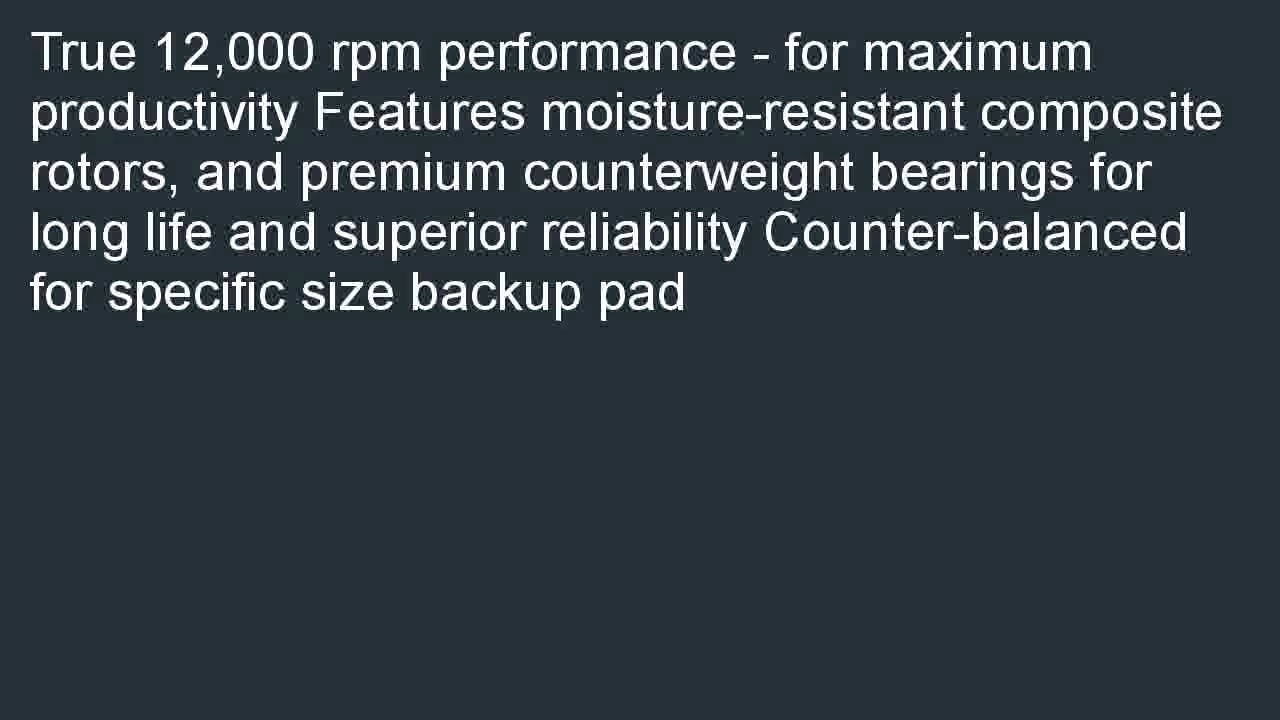 True 12,000 rpm performance - for maximum
productivity Features moisture-resistant composite
rotors, and premium counterweight bearings for
long life and superior reliability Counter-balanced
for specific size backup pad